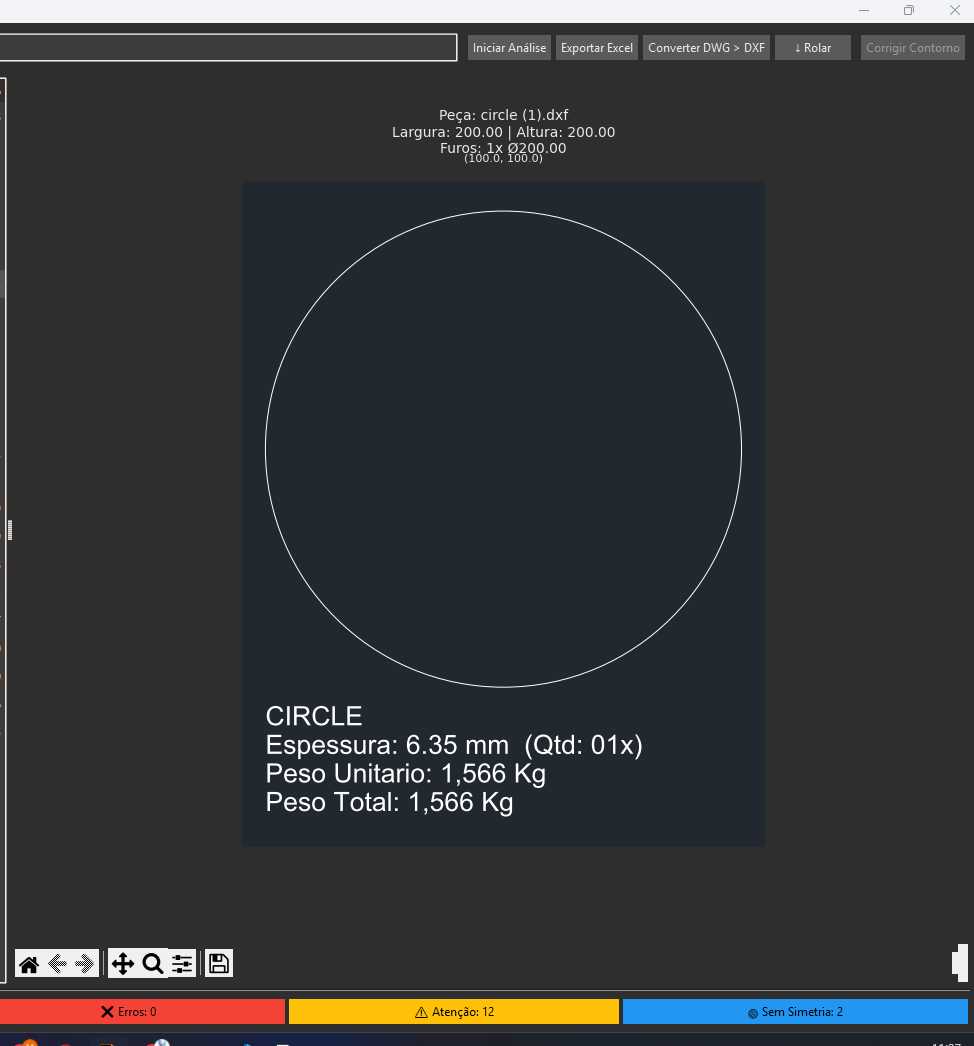 Iniciar Análise
Exportar Excel
Converter DWG > DXF
↓ Rolar
Corrigir Contorno
Peça: circle (1).dxf
Largura: 200.00 | Altura: 200.00
Furos: 1x Ø200.00
(100.0, 100.0)
CIRCLE
Espessura: 6.35 mm (Qtd: 01x)
Peso Unitario: 1,566 Kg
Peso Total: 1,566 Kg
Erros: 0
Atenção: 12
Sem Simetria: 2